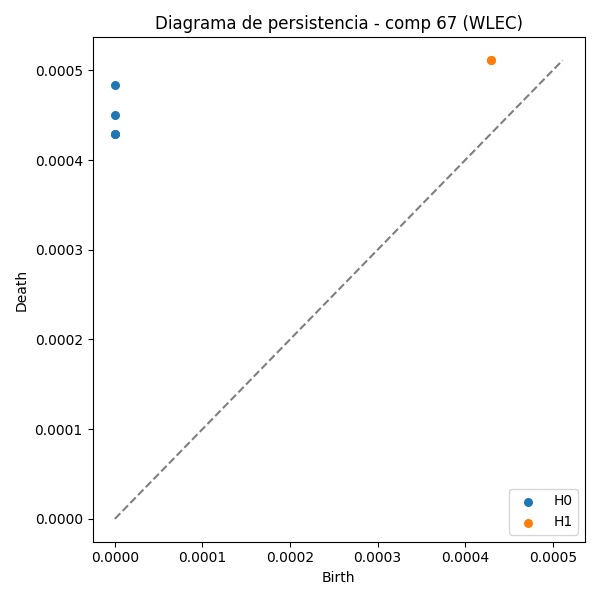 Diagrama de persistencia - comp 67 (WLEC)
Death
0.0005
0.0004
0.0003
0.0002
0.0001
0.0000
0.0000 0.0001 0.0002 0.0003 0.0004 0.0005
Birth
H0
H1